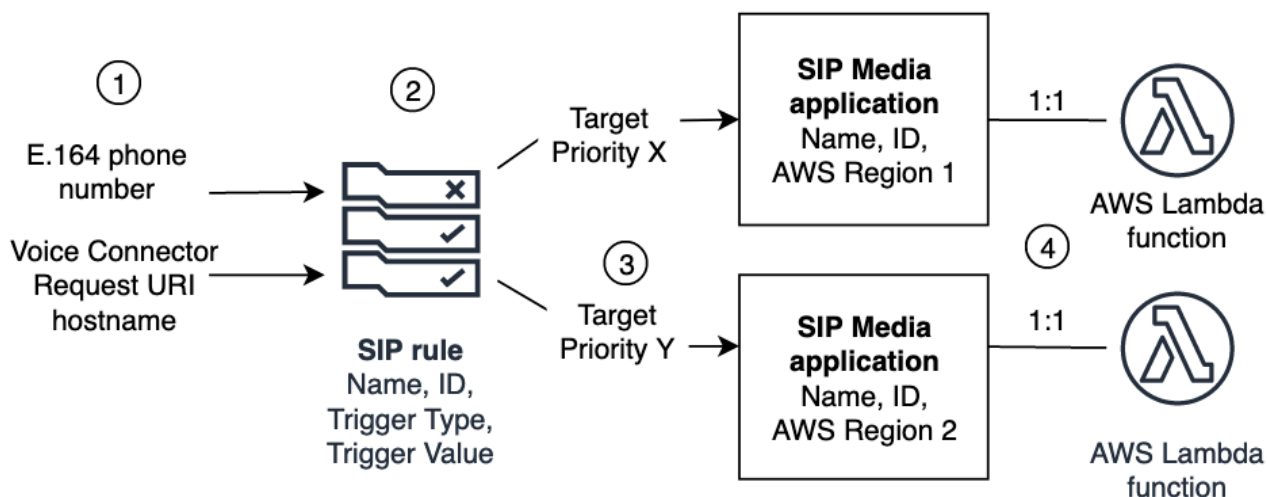 1
E.164 phone
number
Voice Connector
Request URI
hostname
2
SIP rule
Name, ID,
Trigger Type,
Trigger Value
Target
Priority X
3
Target
Priority Y
SIP Media
application
Name, ID,
AWS Region 1
SIP Media
application
Name, ID,
AWS Region 2
1:1
AWS Lambda
function
4
1:1
AWS Lambda
function